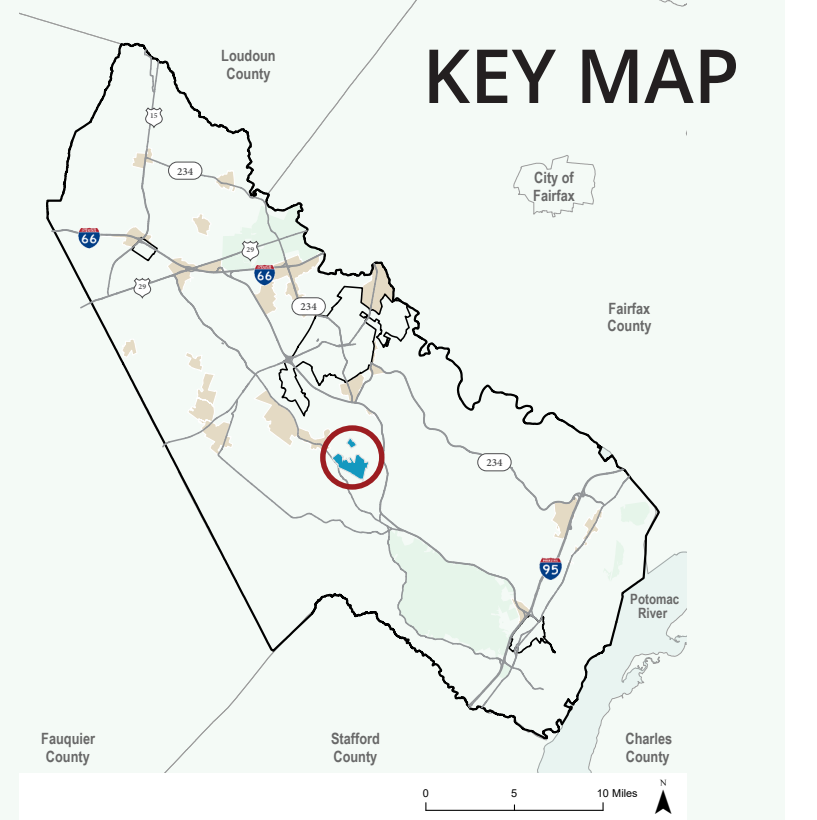 KEY MAP
Loudoun
County
15
234
City of
Fairfax
66
29
66
29
234
Fairfax
County
234
95
Potomac
River
Fauquier
County
Stafford
County
Charles
County
0 5 10 Miles
N